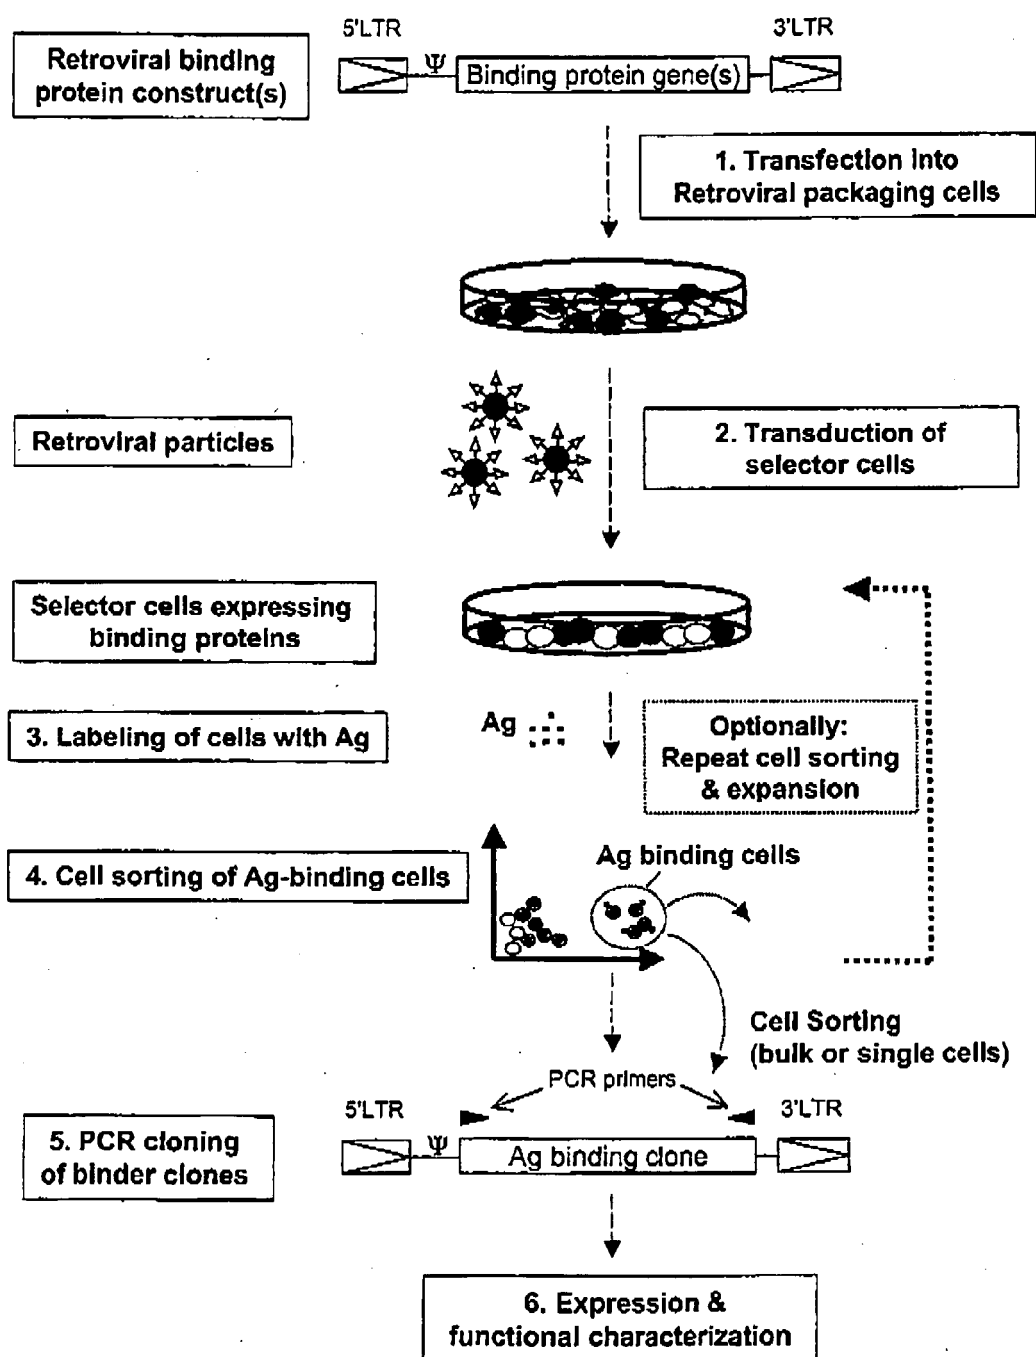 5'LTR
3'LTR
Retroviral binding
protein construct(s)
Ψ
Binding protein gene(s)
1. Transfection into
Retroviral packaging cells
Retroviral particles
2. Transduction of
selector cells
Selector cells expressing
binding proteins
3. Labeling of cells with Ag
Ag
Optionally:
Repeat cell sorting
& expansion
4. Cell sorting of Ag-binding cells
Ag binding cells
Cell Sorting
(bulk or single cells)
PCR primers
5'LTR
3'LTR
5. PCR cloning
of binder clones
Ψ
Ag binding clone
6. Expression &
functional characterization